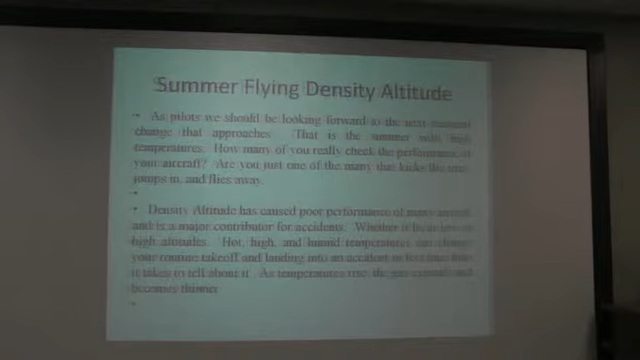 Summer Flying Density Altitude
• As pilots we should be looking forward to the next
change that approaches. That is the summer with high
temperatures. How many of you really check the performance of
your aircraft? Are you just one of the many that kicks the tires
jumps in, and flies away.
•
• Density Altitude has caused poor performance of many aircraft
and is a major contributor for accidents. Whether it be at low or
high altitudes. Hot, high, and humid temperatures can change
your routine takeoff and landing into an accident in less time than
it takes to tell about it. As temperatures rise, the gas expands and
becomes thinner
•